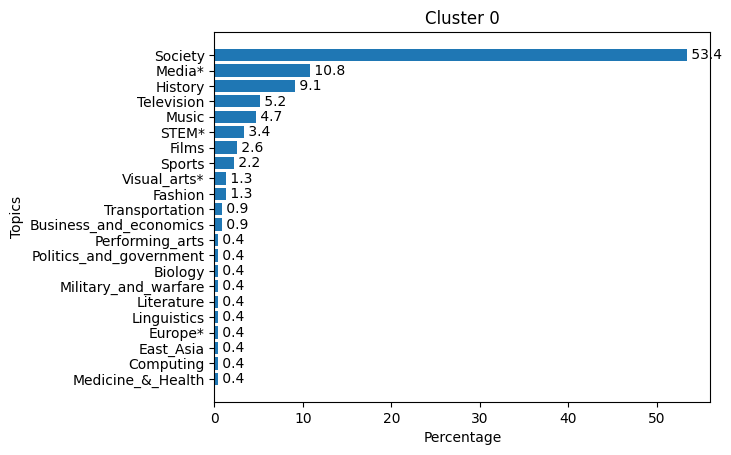 Cluster 0
Topics
Society 53.4
Media* 10.8
History 9.1
Television 5.2
Music 4.7
STEM* 3.4
Films 2.6
Sports 2.2
Visual_arts* 1.3
Fashion 1.3
Transportation 0.9
Business_and_economics 0.9
Performing_arts 0.4
Politics_and_government 0.4
Biology 0.4
Military_and_warfare 0.4
Literature 0.4
Linguistics 0.4
Europe* 0.4
East_Asia 0.4
Computing 0.4
Medicine_&_Health 0.4
0 10 20 30 40 50
Percentage